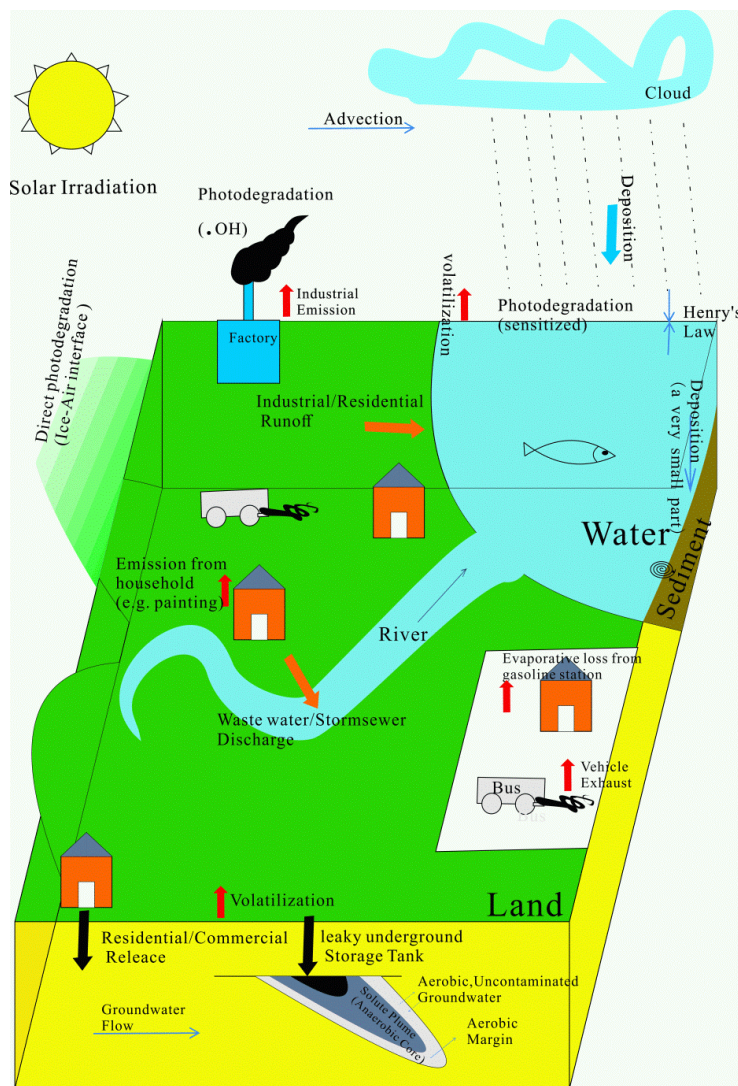 Cloud
Advection
Solar Irradiation
Photodegradation
(.OH)
Deposition
volatilization
Industrial
Emission
Photodegradation
(sensitized)
Henry's
Law
Factory
Direct photodegradation
(Ice-Air interface)
Industrial/Residential
Runoff
Deposition
(a very small part)
Water
Sediment
Emission from
household
(e.g. painting)
River
Evaporative loss from
gasoline station
Waste water/Stormsewer
Discharge
Vehicle
Exhaust
Bus
Bus
Land
Volatilization
Residential/Commercial
Releace
leaky underground
Storage Tank
Solute Plume
(Anaerobic Core)
Aerobic,Uncontaminated
Groundwater
Groundwater
Flow
Aerobic
Margin